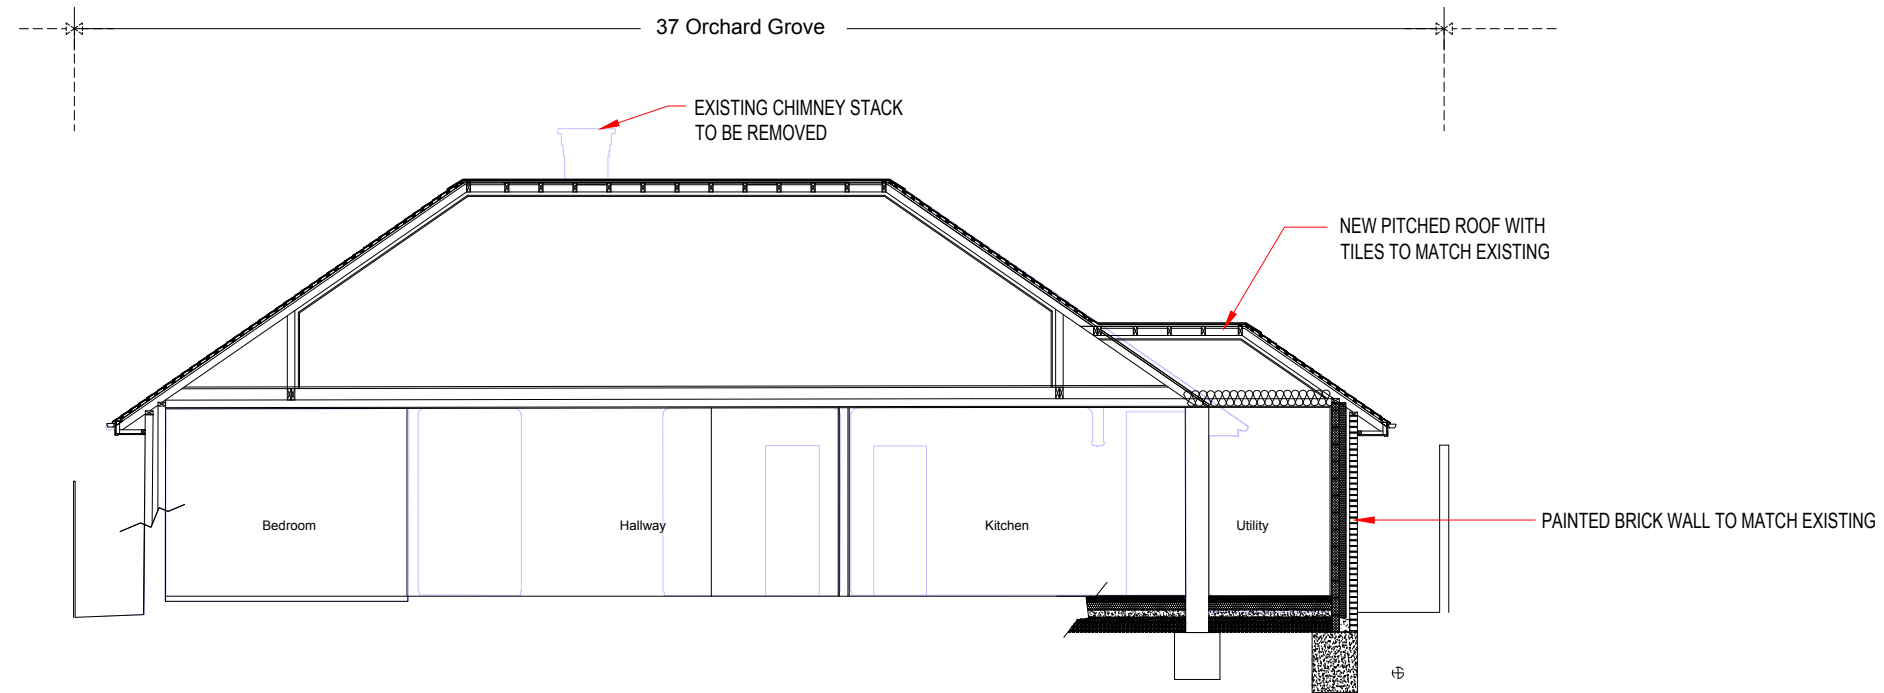 37 Orchard Grove
EXISTING CHIMNEY STACK
TO BE REMOVED
NEW PITCHED ROOF WITH
TILES TO MATCH EXISTING
Bedroom
Hallway
Kitchen
Utility
PAINTED BRICK WALL TO MATCH EXISTING